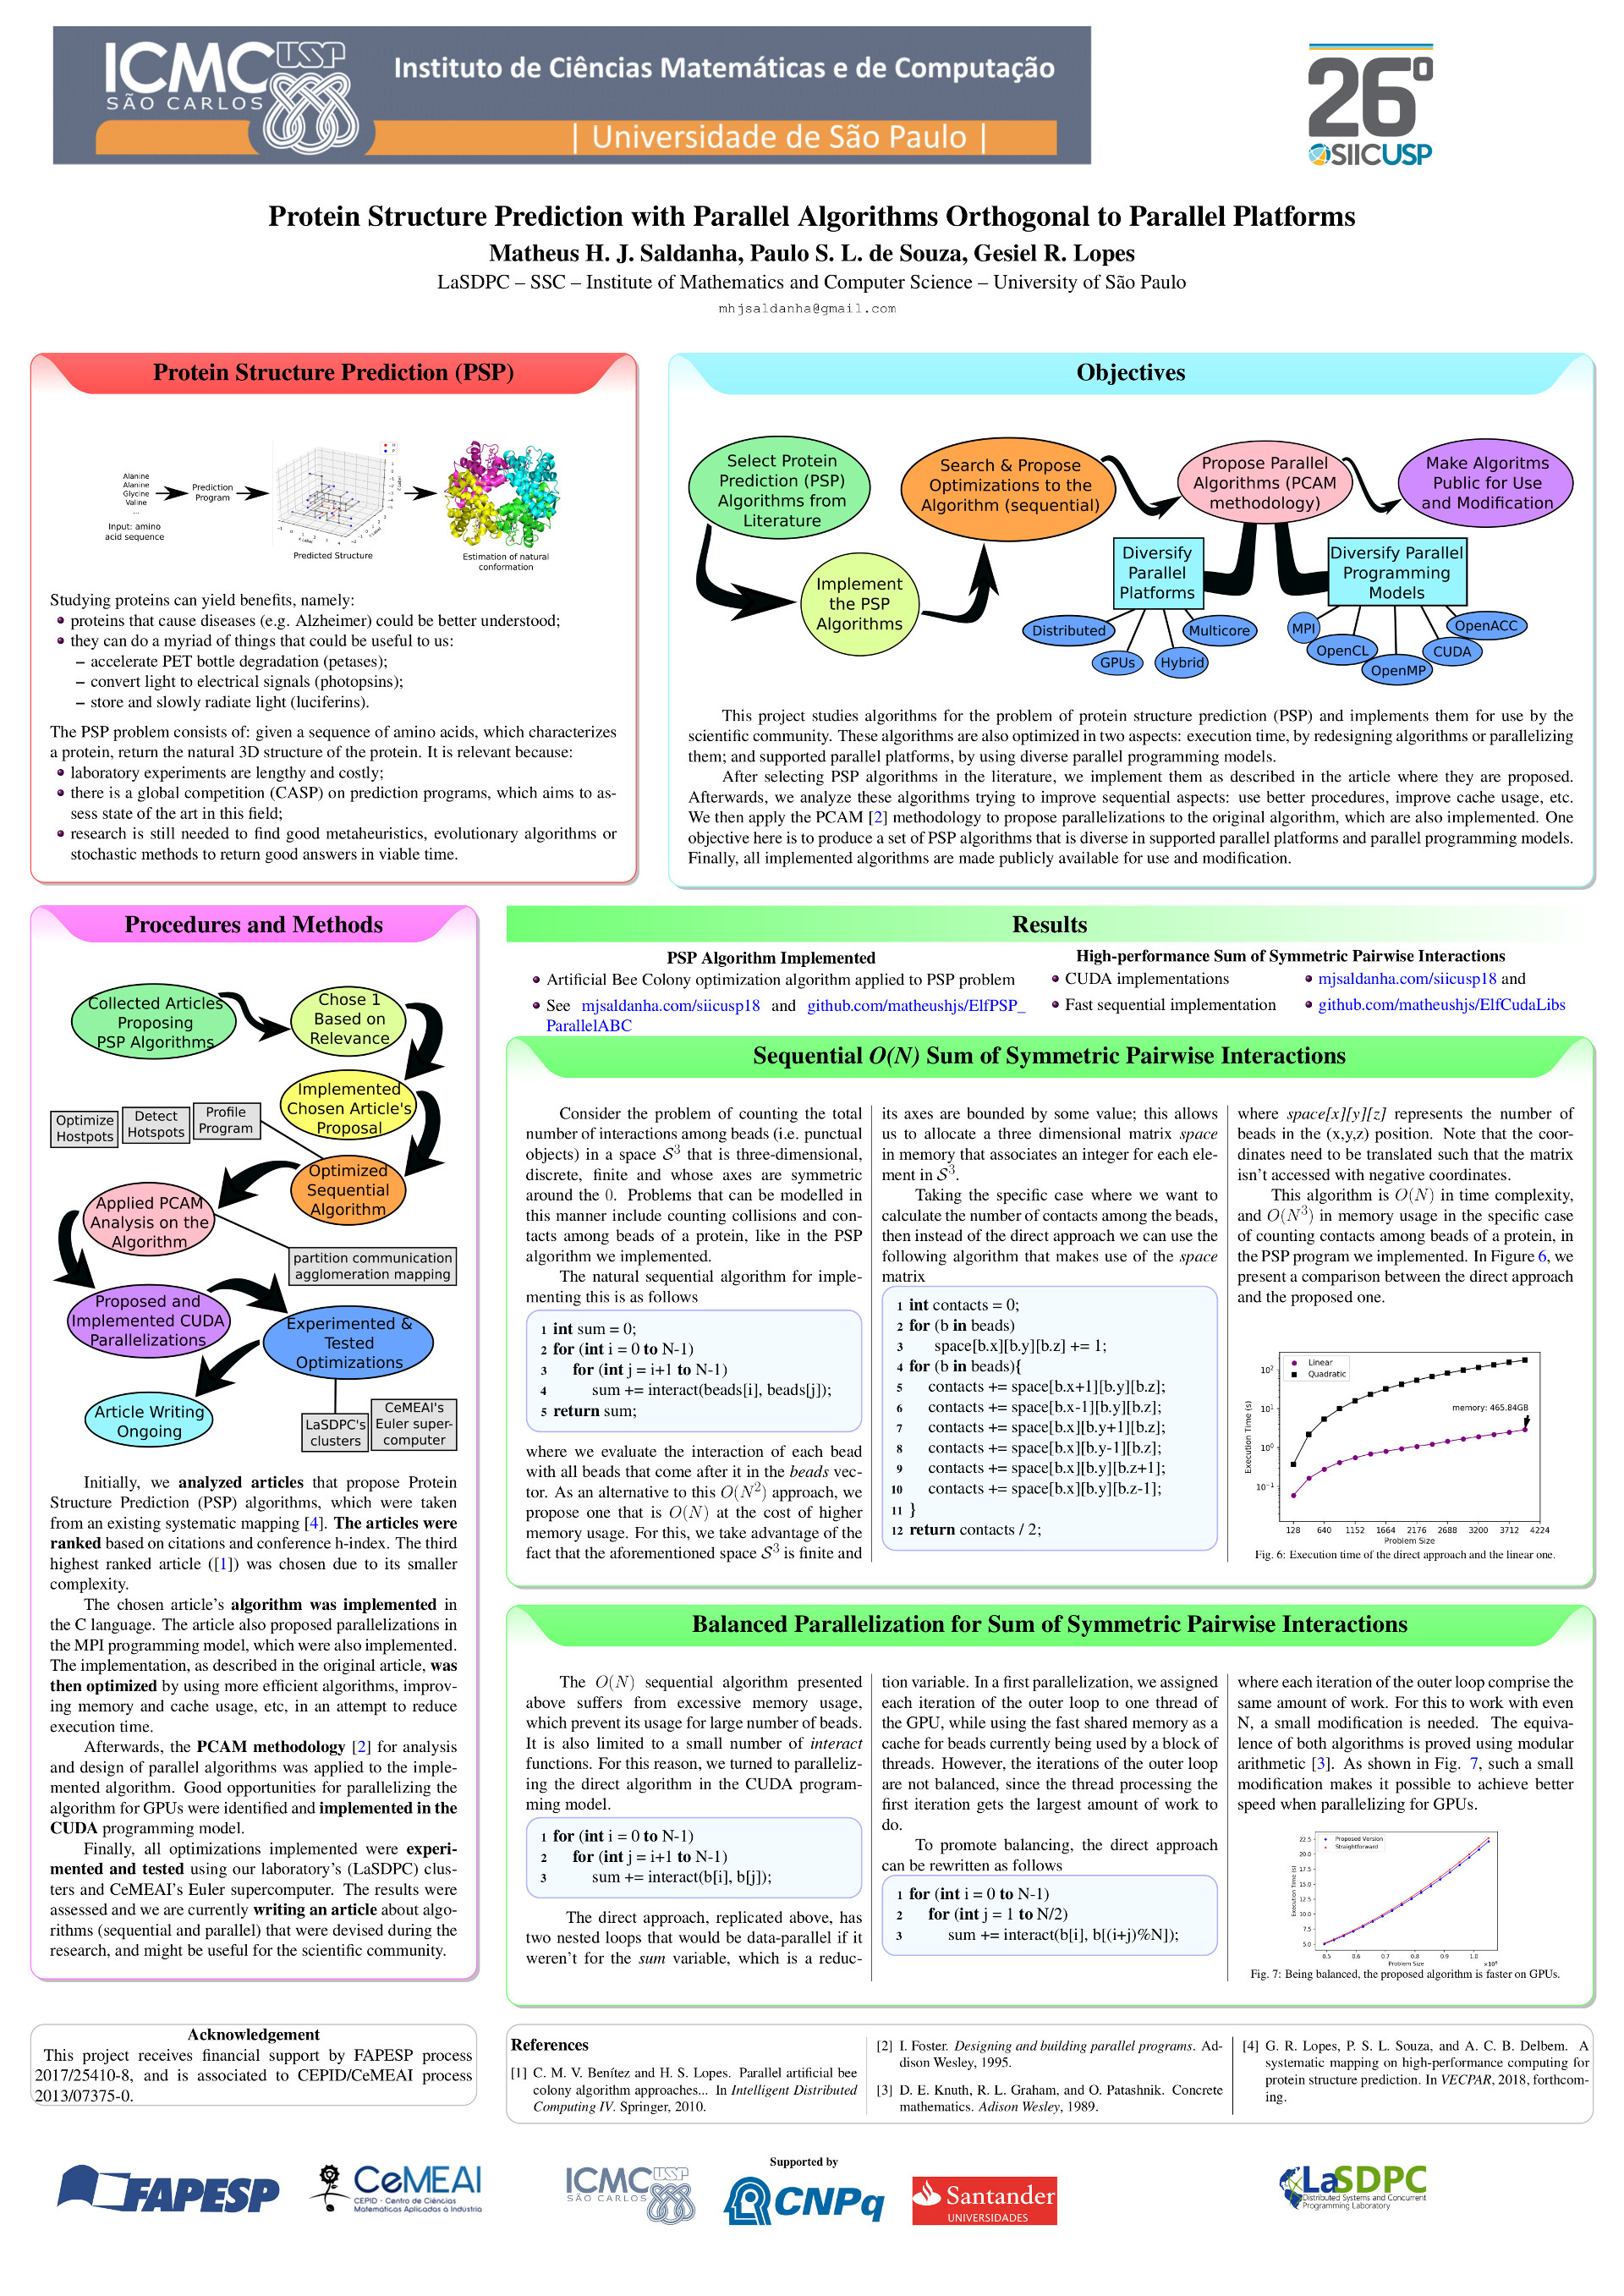 ICMC USP
SÃO CARLOS
Instituto de Ciências Matemáticas e de Computação
| Universidade de São Paulo |
26º
SIICUSP
Protein Structure Prediction with Parallel Algorithms Orthogonal to Parallel Platforms
Matheus H. J. Saldanha, Paulo S. L. de Souza, Gesiel R. Lopes
LaSDPC – SSC – Institute of Mathematics and Computer Science – University of São Paulo
mhjsaldanha@gmail.com
Protein Structure Prediction (PSP)
Alanine
Alanine
Glycine
Valine
...
Input: amino
acid sequence
Prediction
Program
Predicted Structure
Estimation of natural
conformation
Studying proteins can yield benefits, namely:
• proteins that cause diseases (e.g. Alzheimer) could be better understood;
• they can do a myriad of things that could be useful to us:
– accelerate PET bottle degradation (petases);
– convert light to electrical signals (photopsins);
– store and slowly radiate light (luciferins).
The PSP problem consists of: given a sequence of amino acids, which characterizes
a protein, return the natural 3D structure of the protein. It is relevant because:
• laboratory experiments are lengthy and costly;
• there is a global competition (CASP) on prediction programs, which aims to as-
sess state of the art in this field;
• research is still needed to find good metaheuristics, evolutionary algorithms or
stochastic methods to return good answers in viable time.
Objectives
Select Protein
Prediction (PSP)
Algorithms from
Literature
Implement
the PSP
Algorithms
Search & Propose
Optimizations to the
Algorithm (sequential)
Propose Parallel
Algorithms (PCAM
methodology)
Make Algoritms
Public for Use
and Modification
Diversify
Parallel
Platforms
Distributed
GPUs
Hybrid
Multicore
Diversify Parallel
Programming
Models
MPI
OpenCL
OpenMP
CUDA
OpenACC
This project studies algorithms for the problem of protein structure prediction (PSP) and implements them for use by the
scientific community. These algorithms are also optimized in two aspects: execution time, by redesigning algorithms or parallelizing
them; and supported parallel platforms, by using diverse parallel programming models.
After selecting PSP algorithms in the literature, we implement them as described in the article where they are proposed.
Afterwards, we analyze these algorithms trying to improve sequential aspects: use better procedures, improve cache usage, etc.
We then apply the PCAM [2] methodology to propose parallelizations to the original algorithm, which are also implemented. One
objective here is to produce a set of PSP algorithms that is diverse in supported parallel platforms and parallel programming models.
Finally, all implemented algorithms are made publicly available for use and modification.
Procedures and Methods
Collected Articles
Proposing
PSP Algorithms
Chose 1
Based on
Relevance
Implemented
Chosen Article's
Proposal
Optimize
Hostpots
Detect
Hotspots
Profile
Program
Optimized
Sequential
Algorithm
Applied PCAM
Analysis on the
Algorithm
partition communication
agglomeration mapping
Proposed and
Implemented CUDA
Parallelizations
Experimented &
Tested
Optimizations
Article Writing
Ongoing
LaSDPC's
clusters
CeMEAI's
Euler super-
computer
Initially, we analyzed articles that propose Protein
Structure Prediction (PSP) algorithms, which were taken
from an existing systematic mapping [4]. The articles were
ranked based on citations and conference h-index. The third
highest ranked article ([1]) was chosen due to its smaller
complexity.
The chosen article's algorithm was implemented in
the C language. The article also proposed parallelizations in
the MPI programming model, which were also implemented.
The implementation, as described in the original article, was
then optimized by using more efficient algorithms, improv-
ing memory and cache usage, etc, in an attempt to reduce
execution time.
Afterwards, the PCAM methodology [2] for analysis
and design of parallel algorithms was applied to the imple-
mented algorithm. Good opportunities for parallelizing the
algorithm for GPUs were identified and implemented in the
CUDA programming model.
Finally, all optimizations implemented were experi-
mented and tested using our laboratory's (LaSDPC) clus-
ters and CeMEAI's Euler supercomputer. The results were
assessed and we are currently writing an article about algo-
rithms (sequential and parallel) that were devised during the
research, and might be useful for the scientific community.
Results
PSP Algorithm Implemented
• Artificial Bee Colony optimization algorithm applied to PSP problem
• See mjsaldanha.com/siicusp18 and github.com/matheushjs/ElfPSP_
ParallelABC
High-performance Sum of Symmetric Pairwise Interactions
• CUDA implementations
• Fast sequential implementation
• mjsaldanha.com/siicusp18 and
• github.com/matheushjs/ElfCudaLibs
Sequential O(N) Sum of Symmetric Pairwise Interactions
Consider the problem of counting the total
number of interactions among beads (i.e. punctual
objects) in a space S³ that is three-dimensional,
discrete, finite and whose axes are symmetric
around the 0. Problems that can be modelled in
this manner include counting collisions and con-
tacts among beads of a protein, like in the PSP
algorithm we implemented.
The natural sequential algorithm for imple-
menting this is as follows
1 int sum = 0;
2 for (int i = 0 to N-1)
3 for (int j = i+1 to N-1)
4 sum += interact(beads[i], beads[j]);
5 return sum;
where we evaluate the interaction of each bead
with all beads that come after it in the beads vec-
tor. As an alternative to this O(N²) approach, we
propose one that is O(N) at the cost of higher
memory usage. For this, we take advantage of the
fact that the aforementioned space S³ is finite and
its axes are bounded by some value; this allows
us to allocate a three dimensional matrix space
in memory that associates an integer for each ele-
ment in S³.
Taking the specific case where we want to
calculate the number of contacts among the beads,
then instead of the direct approach we can use the
following algorithm that makes use of the space
matrix
1 int contacts = 0;
2 for (b in beads)
3 space[b.x][b.y][b.z] += 1;
4 for (b in beads){
5 contacts += space[b.x+1][b.y][b.z];
6 contacts += space[b.x-1][b.y][b.z];
7 contacts += space[b.x][b.y+1][b.z];
8 contacts += space[b.x][b.y-1][b.z];
9 contacts += space[b.x][b.y][b.z+1];
10 contacts += space[b.x][b.y][b.z-1];
11 }
12 return contacts / 2;
where space[x][y][z] represents the number of
beads in the (x,y,z) position. Note that the coor-
dinates need to be translated such that the matrix
isn't accessed with negative coordinates.
This algorithm is O(N) in time complexity,
and O(N³) in memory usage in the specific case
of counting contacts among beads of a protein, in
the PSP program we implemented. In Figure 6, we
present a comparison between the direct approach
and the proposed one.
Linear
Quadratic
memory: 465.84GB
Execution Time (s)
10²
10¹
10⁰
10⁻¹
128 640 1152 1664 2176 2688 3200 3712 4224
Problem Size
Fig. 6: Execution time of the direct approach and the linear one.
Balanced Parallelization for Sum of Symmetric Pairwise Interactions
The O(N) sequential algorithm presented
above suffers from excessive memory usage,
which prevent its usage for large number of beads.
It is also limited to a small number of interact
functions. For this reason, we turned to paralleliz-
ing the direct algorithm in the CUDA program-
ming model.
1 for (int i = 0 to N-1)
2 for (int j = i+1 to N-1)
3 sum += interact(b[i], b[j]);
The direct approach, replicated above, has
two nested loops that would be data-parallel if it
weren't for the sum variable, which is a reduc-
tion variable. In a first parallelization, we assigned
each iteration of the outer loop to one thread of
the GPU, while using the fast shared memory as a
cache for beads currently being used by a block of
threads. However, the iterations of the outer loop
are not balanced, since the thread processing the
first iteration gets the largest amount of work to
do.
To promote balancing, the direct approach
can be rewritten as follows
1 for (int i = 0 to N-1)
2 for (int j = 1 to N/2)
3 sum += interact(b[i], b[(i+j)%N]);
where each iteration of the outer loop comprise the
same amount of work. For this to work with even
N, a small modification is needed. The equiva-
lence of both algorithms is proved using modular
arithmetic [3]. As shown in Fig. 7, such a small
modification makes it possible to achieve better
speed when parallelizing for GPUs.
Proposed Version
Straightforward
Execution Time (s)
22.5
20.0
17.5
15.0
12.5
10.0
7.5
5.0
0.5 0.6 0.7 0.8 0.9 1.0
Problem Size
Fig. 7: Being balanced, the proposed algorithm is faster on GPUs.
Acknowledgement
This project receives financial support by FAPESP process
2017/25410-8, and is associated to CEPID/CeMEAI process
2013/07375-0.
References
[1] C. M. V. Benítez and H. S. Lopes. Parallel artificial bee
colony algorithm approaches... In Intelligent Distributed
Computing IV. Springer, 2010.
[2] I. Foster. Designing and building parallel programs. Ad-
dison Wesley, 1995.
[3] D. E. Knuth, R. L. Graham, and O. Patashnik. Concrete
mathematics. Adison Wesley, 1989.
[4] G. R. Lopes, P. S. L. Souza, and A. C. B. Delbem. A
systematic mapping on high-performance computing for
protein structure prediction. In VECPAR, 2018, forthcom-
ing.
FAPESP
CeMEAI
CEPID - Centro de Ciências
Matemáticas Aplicadas à Indústria
ICMC USP
SÃO CARLOS
Supported by
CNPq
Santander
UNIVERSIDADES
LaSDPC
Distributed Systems and Concurrent
Programming Laboratory